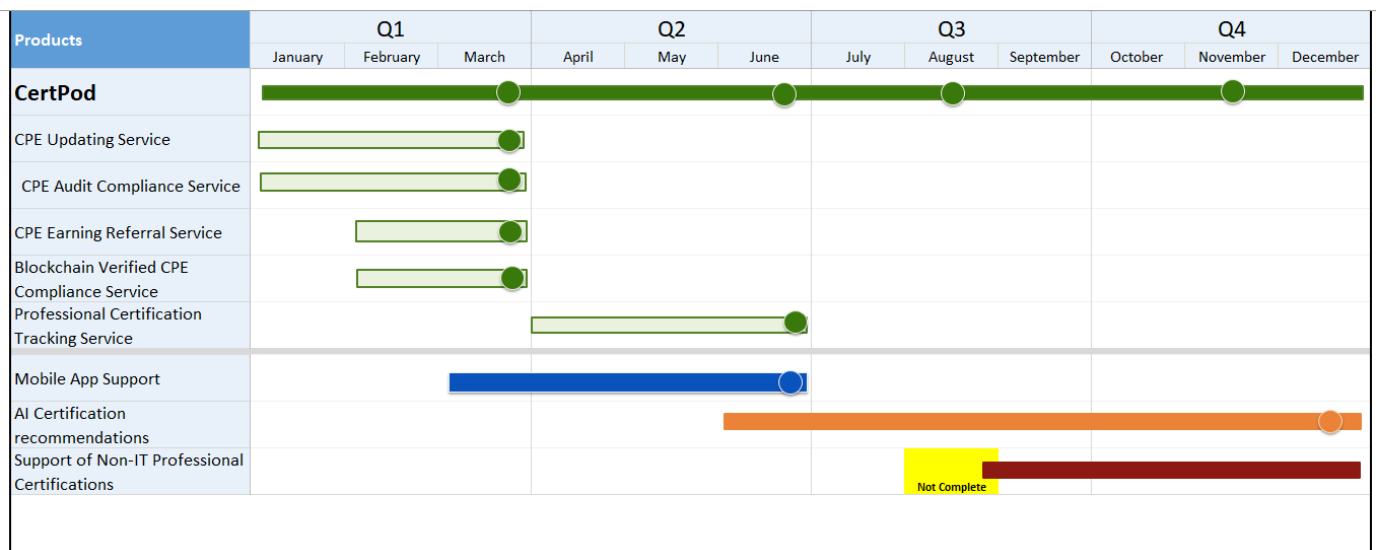 Products
Q1
Q2
Q3
Q4
January
February
March
April
May
June
July
August
September
October
November
December
CertPod
CPE Updating Service
CPE Audit Compliance Service
CPE Earning Referral Service
Blockchain Verified CPE
Compliance Service
Professional Certification
Tracking Service
Mobile App Support
AI Certification
recommendations
Support of Non-IT Professional
Certifications
Not Complete